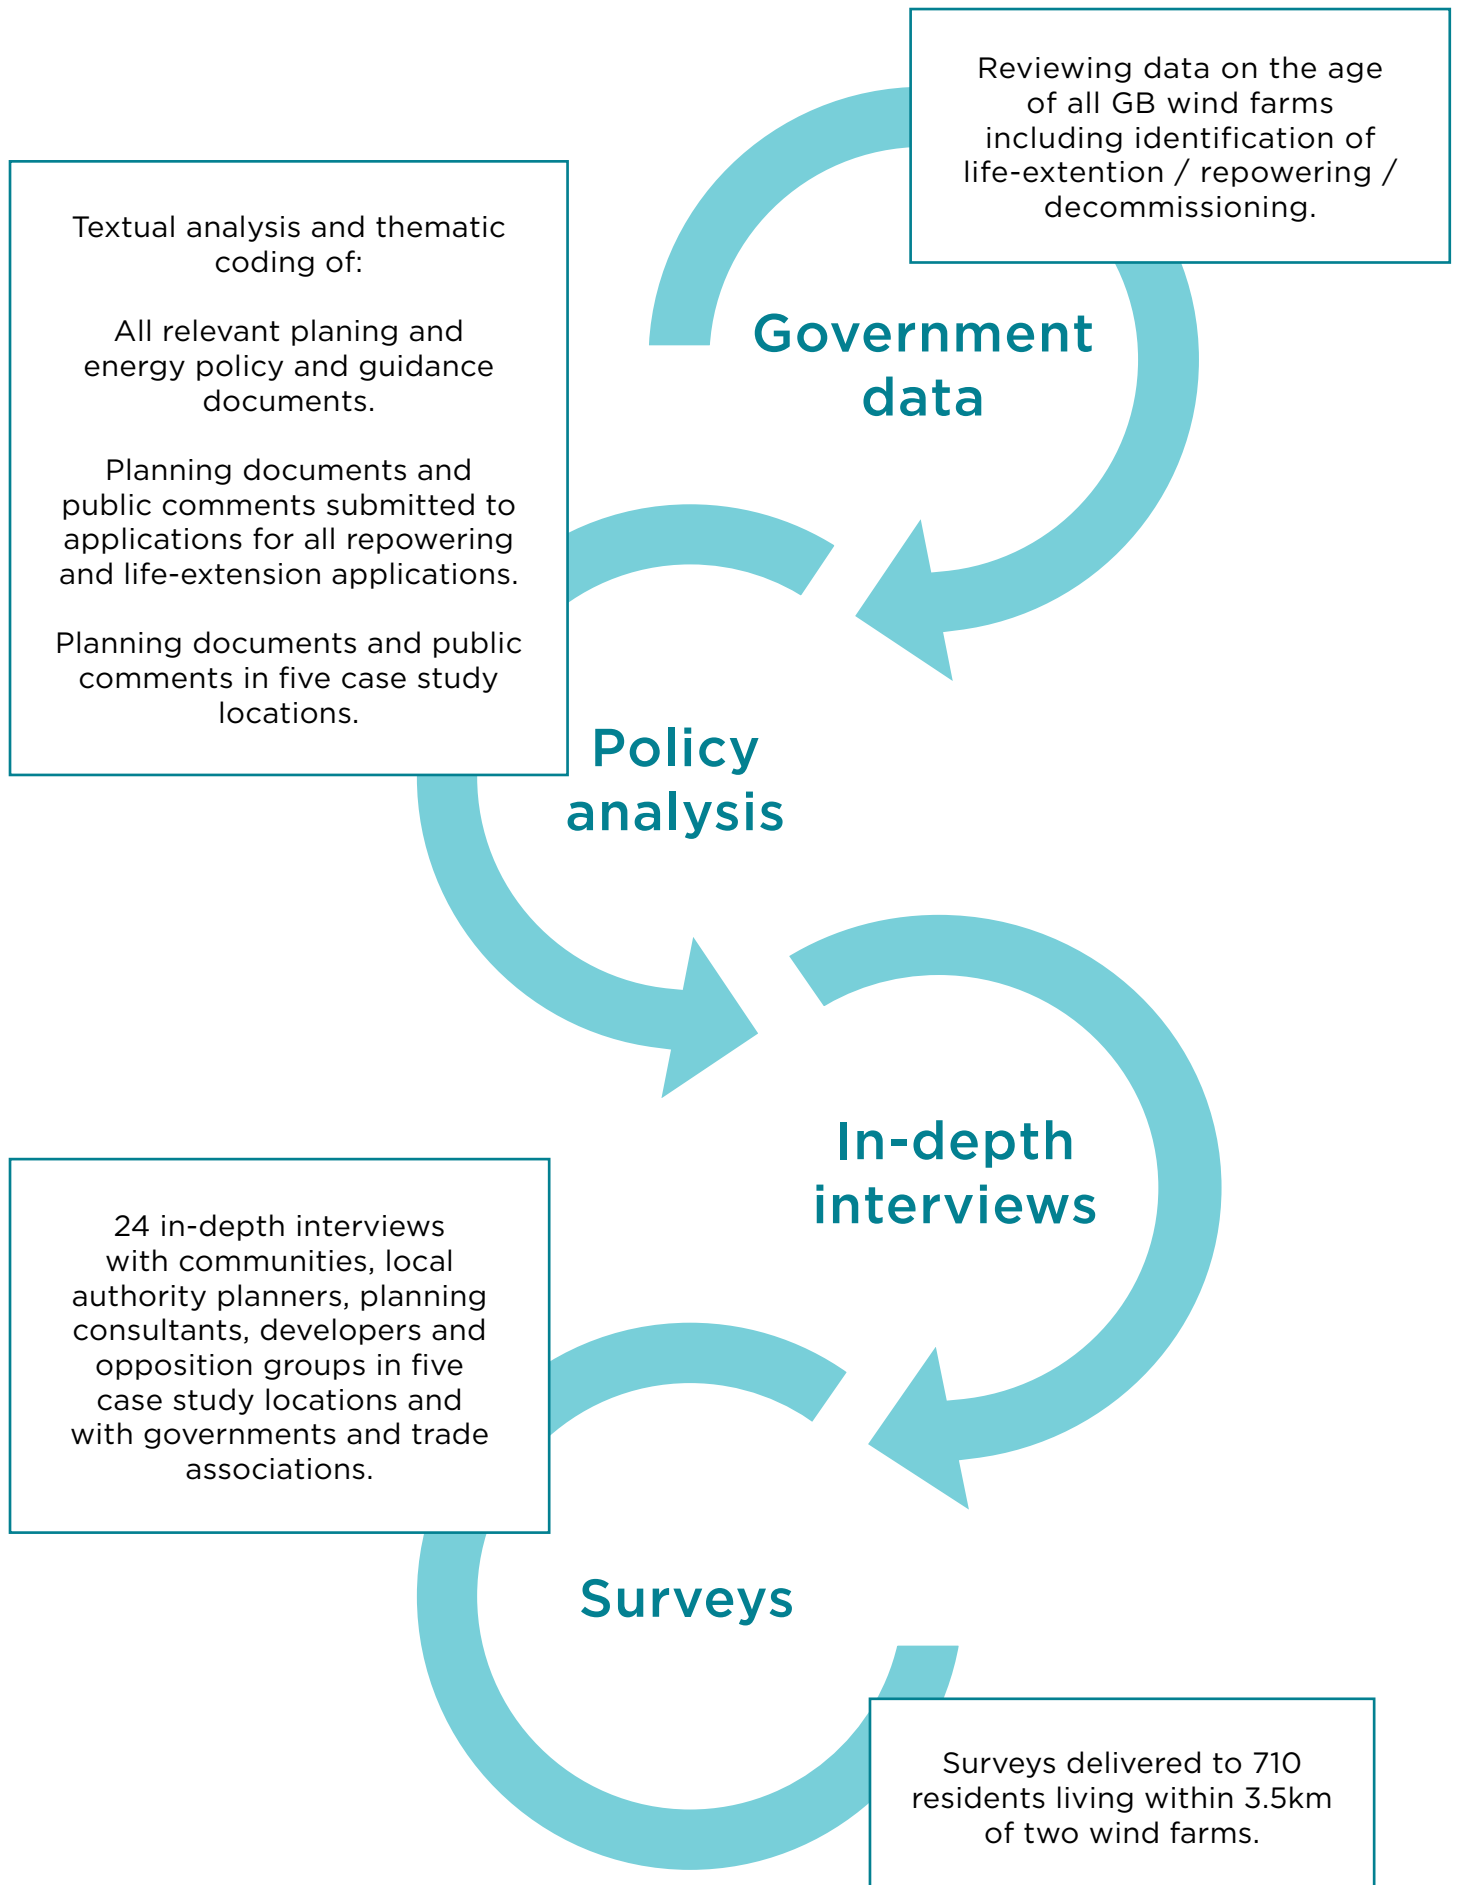 Reviewing data on the age
of all GB wind farms
including identification of
life-extention / repowering /
decommissioning.
Government
data
Textual analysis and thematic
coding of:
All relevant planing and
energy policy and guidance
documents.
Planning documents and
public comments submitted to
applications for all repowering
and life-extension applications.
Planning documents and public
comments in five case study
locations.
Policy
analysis
In-depth
interviews
24 in-depth interviews
with communities, local
authority planners, planning
consultants, developers and
opposition groups in five
case study locations and
with governments and trade
associations.
Surveys
Surveys delivered to 710
residents living within 3.5km
of two wind farms.